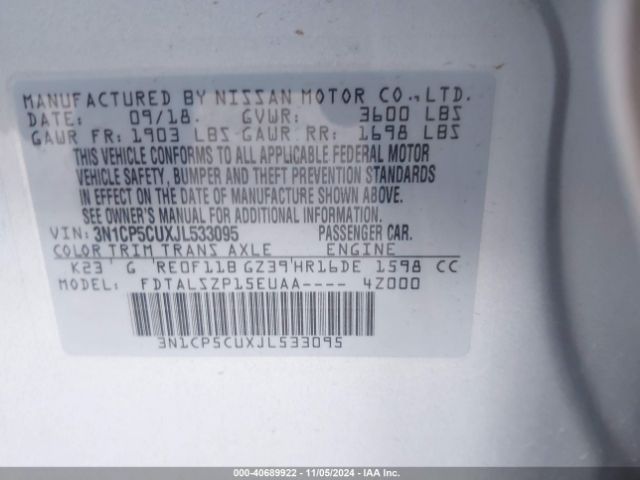 MANUFACTURED BY NISSAN MOTOR CO., LTD.
DATE: 09/18. GVWR: 3600 LBS
GAWR FR: 1903 LBS GAWR RR: 1698 LBS
THIS VEHICLE CONFORMS TO ALL APPLICABLE FEDERAL MOTOR
VEHICLE SAFETY, BUMPER AND THEFT PREVENTION STANDARDS
IN EFFECT ON THE DATE OF MANUFACTURE SHOWN ABOVE.
SEE OWNER'S MANUAL FOR ADDITIONAL INFORMATION.
VIN: 3N1CP5CUXJL533095 PASSENGER CAR.
COLOR TRIM TRANS AXLE ENGINE
K23 G RE0F11B GZ39 HR16DE 1598 CC
MODEL: FDTALSZP15EUAA-- 4Z000
3N1CP5CUXJL533095
000-40689922 - 11/05/2024 - IAA Inc.